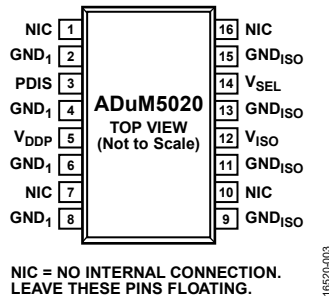 NIC 1
GND1 2
PDIS 3
GND1 4
VDDP 5
GND1 6
NIC 7
GND1 8
ADuM5020
TOP VIEW
(Not to Scale)
16 NIC
15 GNDISO
14 VSEL
13 GNDISO
12 VISO
11 GNDISO
10 NIC
9 GNDISO
NIC = NO INTERNAL CONNECTION.
LEAVE THESE PINS FLOATING.
16520-003